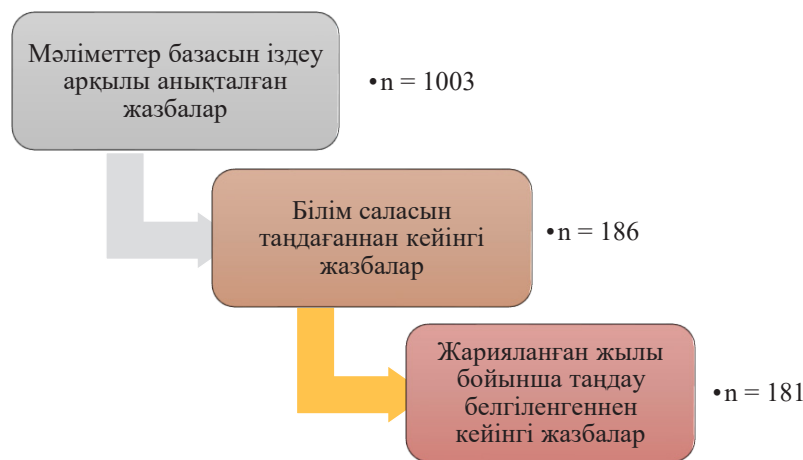 Мәліметтер базасын іздеу
арқылы анықталған
жазбалар
•n = 1003
Білім саласын
таңдағаннан кейінгі
жазбалар
•n = 186
Жарияланған жылы
бойынша таңдау
белгіленгеннен
кейінгі жазбалар
•n = 181